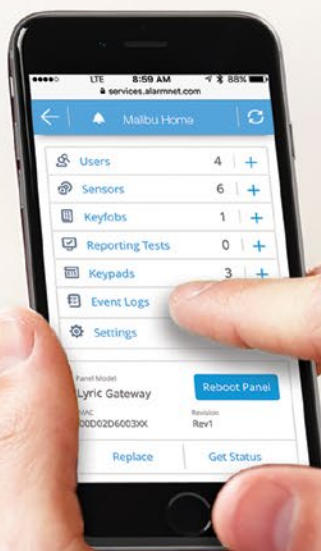 LTE 8:59 AM 88%
services.alarmnet.com
Malibu Home
Users 4 +
Sensors 6 +
Keyfobs 1 +
Reporting Tests 0 +
Keypads 3 +
Event Logs
Settings
Panel Model
Lyric Gateway
Reboot Panel
MAC Revision
00D02D6003XX Rev1
Replace Get Status